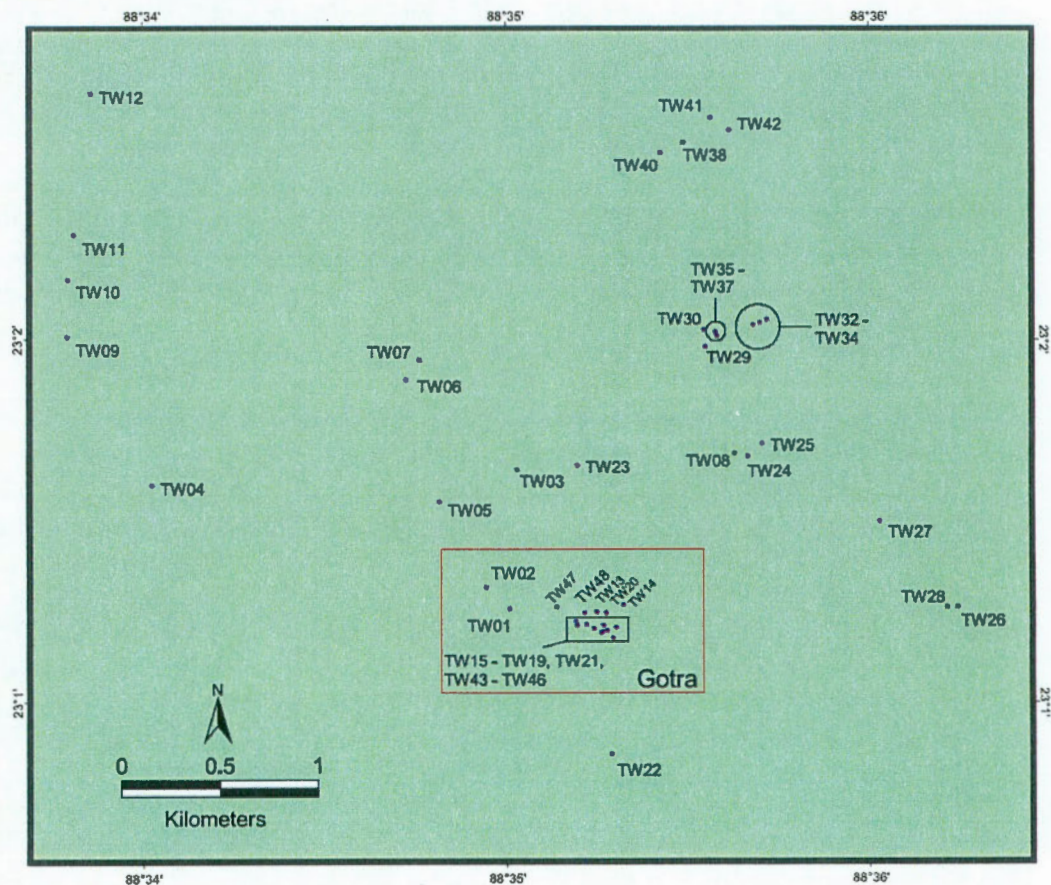 88°34'
88°35'
88°36'
TW12
TW41
TW42
TW38
TW40
TW11
TW10
TW35 -
TW37
TW30
TW32 -
TW34
23°2'
23°2'
TW09
TW29
TW07
TW06
TW25
TW08
TW24
TW23
TW03
TW04
TW05
TW27
TW02
TW47
TW48
TW13
TW20
TW14
TW28
TW26
TW01
TW15 - TW19, TW21,
TW43 - TW46
Gotra
N
23°1'
23°1'
0 0.5 1
TW22
Kilometers
88°34'
88°35'
88°36'